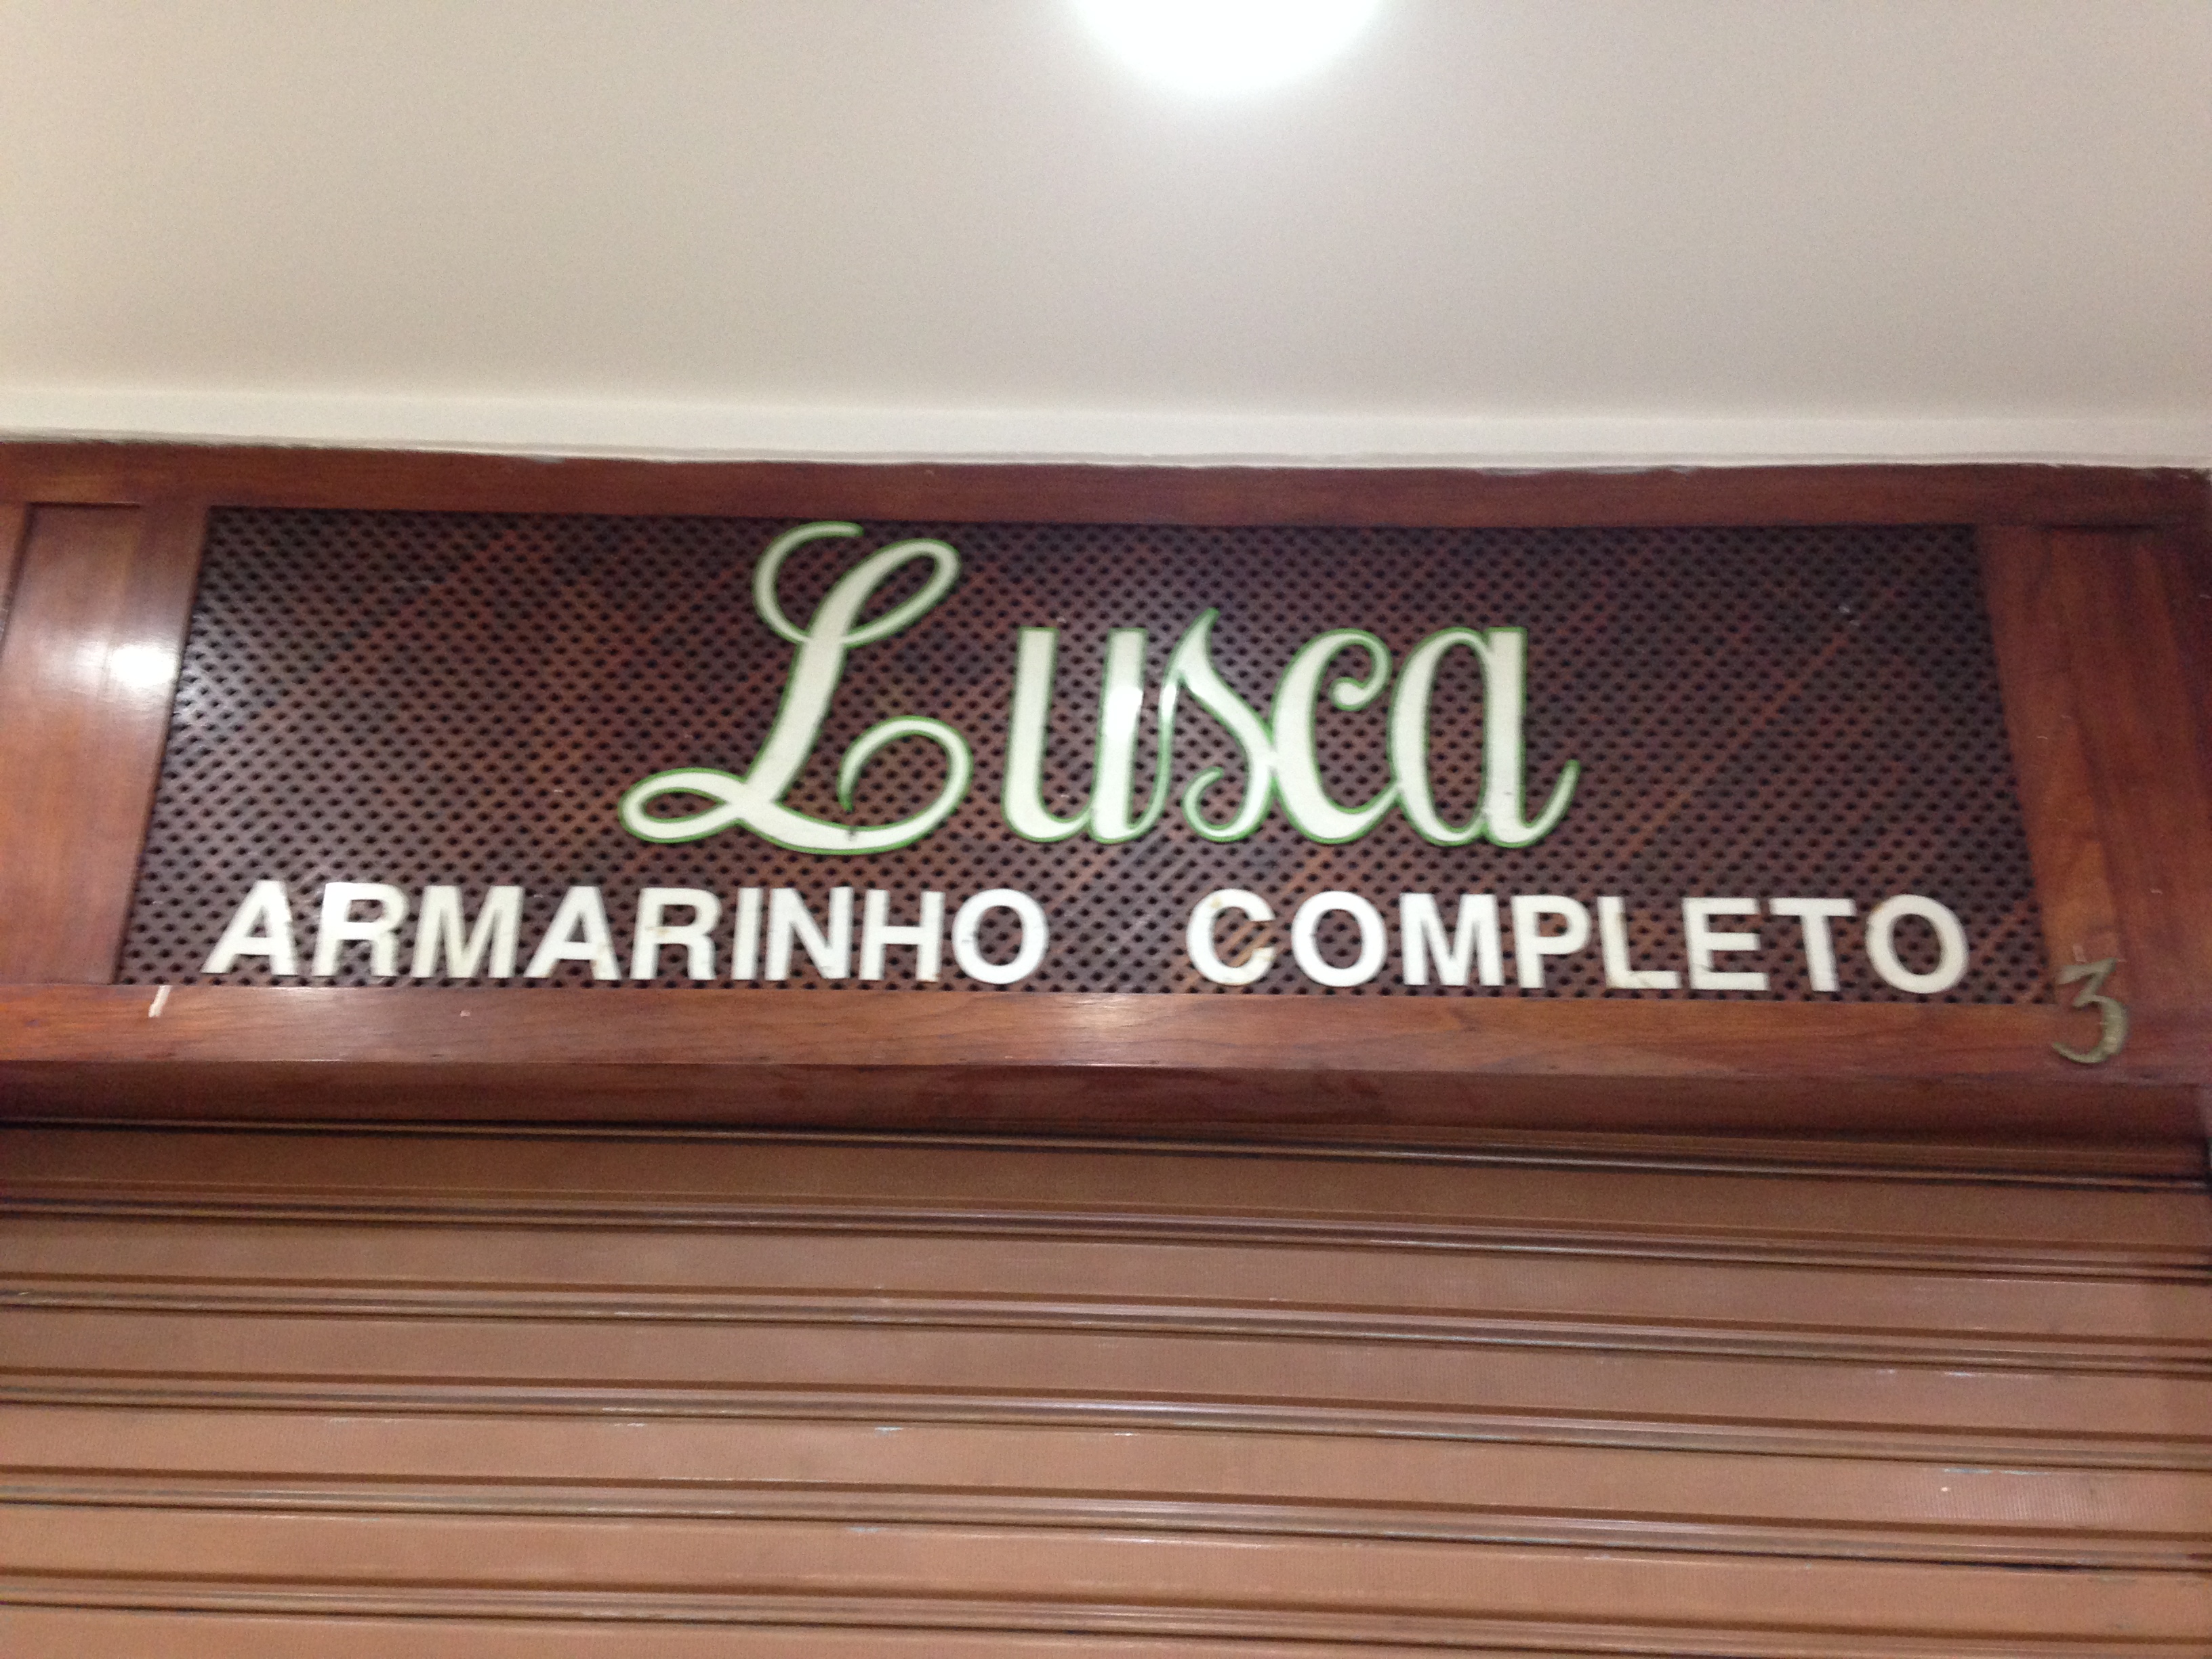 Lusca
ARMARINHO COMPLETO
3